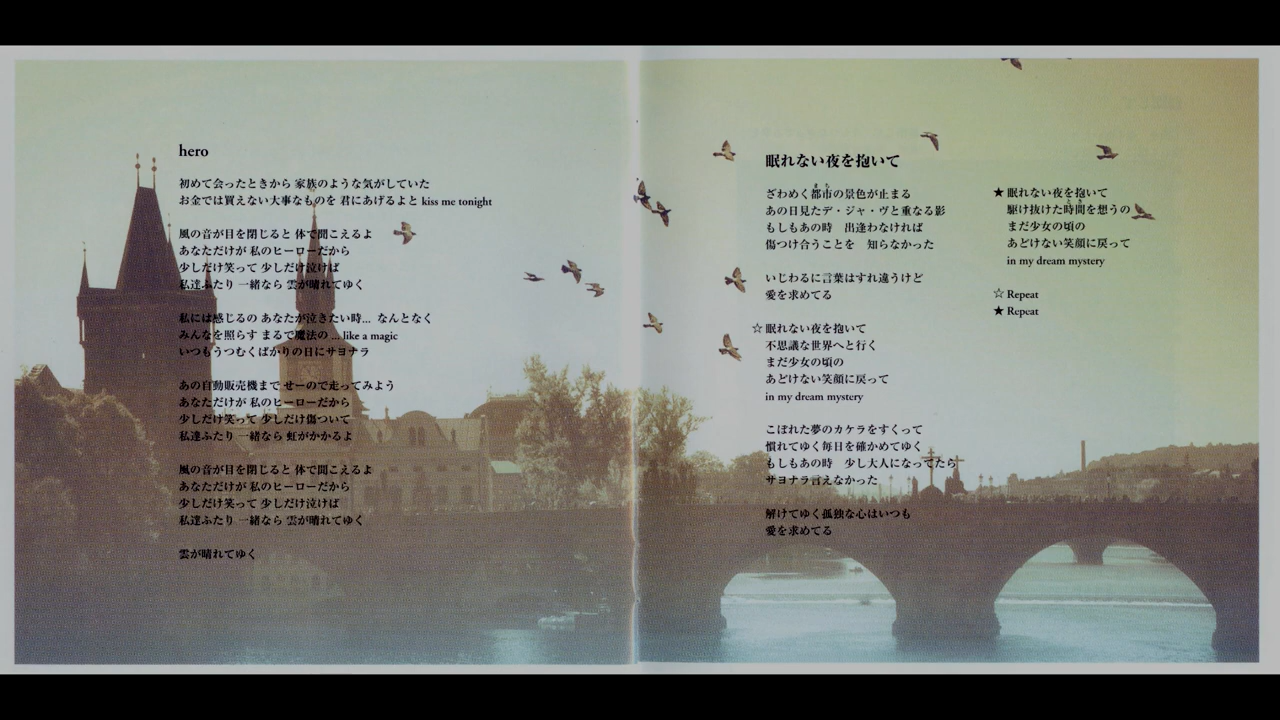 hero
初めて会ったときから 家族のような気がしていた
お金では買えない大事なものを 君にあげるよと kiss me tonight
風の音が目を閉じると 体で聞こえるよ
あなただけが 私のヒーローだから
少しだけ笑って 少しだけ泣けば
私達ふたり 一緒なら 雲が晴れてゆく
私には感じるの あなたが泣きたい時... なんとなく
みんなを照らす まるで魔法の ... like a magic
いつもうつむくばかりの日にサヨナラ
あの自動販売機まで せーので走ってみよう
あなただけが 私のヒーローだから
少しだけ笑って 少しだけ傷ついて
私達ふたり 一緒なら 虹がかかるよ
風の音が目を閉じると 体で聞こえるよ
あなただけが 私のヒーローだから
少しだけ笑って 少しだけ泣けば
私達ふたり 一緒なら 雲が晴れてゆく
雲が晴れてゆく
眠れない夜を抱いて
ざわめく都市の景色が止まる
あの日見たデ・ジャ・ヴと重なる影
もしもあの時 出逢わなければ
傷つけ合うことを 知らなかった
いじわるに言葉はすれ違うけど
愛を求めてる
☆ 眠れない夜を抱いて
不思議な世界へと行く
まだ少女の頃の
あどけない笑顔に戻って
in my dream mystery
こぼれた夢のカケラをすくって
慣れてゆく毎日を確かめてゆく
もしもあの時 少し大人になってたら
サヨナラ言えなかった
解けてゆく孤独な心はいつも
愛を求めてる
★ 眠れない夜を抱いて
駆け抜けた時間を想うの
まだ少女の頃の
あどけない笑顔に戻って
in my dream mystery
☆ Repeat
★ Repeat